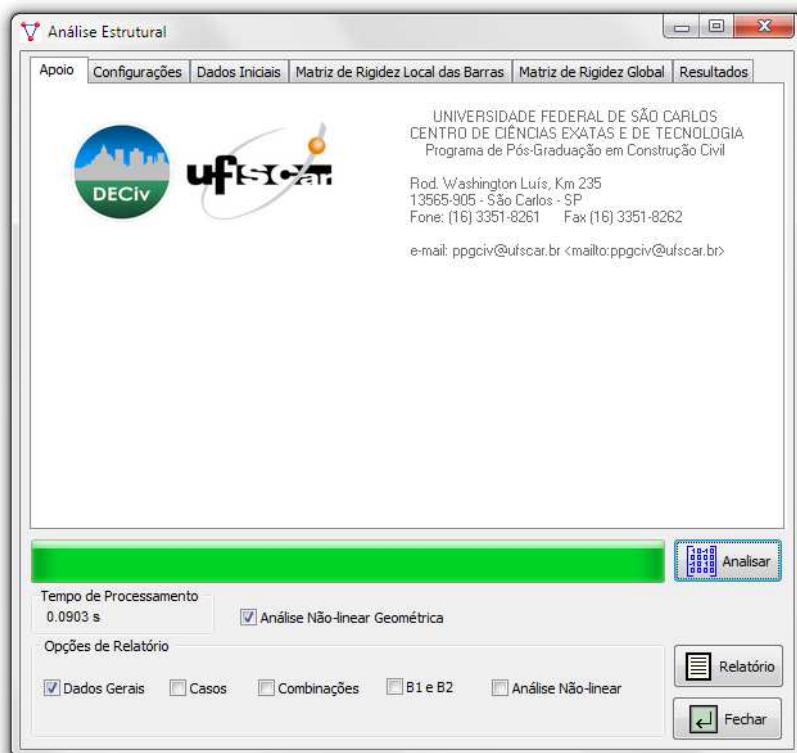 Análise Estrutural
Apoio Configurações Dados Iniciais Matriz de Rigidez Local das Barras Matriz de Rigidez Global Resultados
DECiv
ufscar
UNIVERSIDADE FEDERAL DE SÃO CARLOS
CENTRO DE CIÊNCIAS EXATAS E DE TECNOLOGIA
Programa de Pós-Graduação em Construção Civil
Rod. Washington Luís, Km 235
13565-905 - São Carlos - SP
Fone: (16) 3351-8261 Fax (16) 3351-8262
e-mail: ppgciv@ufscar.br <mailto:ppgciv@ufscar.br>
Analisar
Tempo de Processamento
0.0903 s
Análise Não-linear Geométrica
Opções de Relatório
Dados Gerais Casos Combinações B1 e B2 Análise Não-linear
Relatório
Fechar